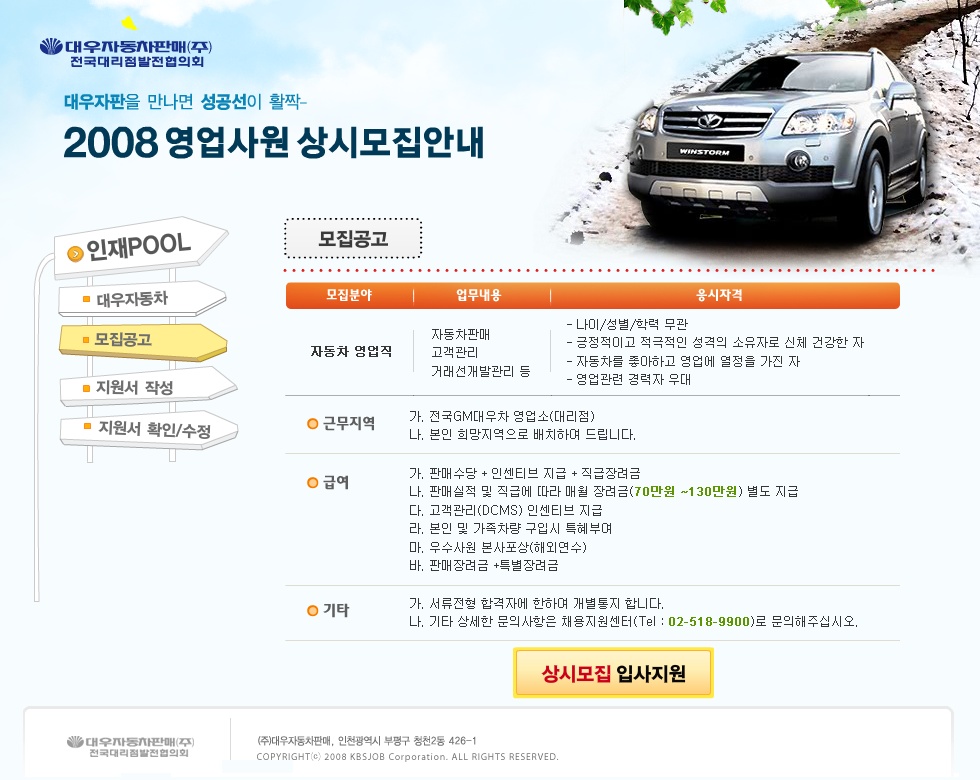 대우자동차판매(주)
전국대리점발전협의회
대우자판을 만나면 성공선이 활짝~
2008 영업사원 상시모집안내
WINSTORM
인재POOL
대우자동차
모집공고
지원서 작성
지원서 확인/수정
모집공고
모집분야 업무내용 응시자격
자동차 영업직
자동차판매
고객관리
거래선개발관리 등
- 나이/성별/학력 무관
- 긍정적이고 적극적인 성격의 소유자로 신체 건강한 자
- 자동차를 좋아하고 영업에 열정을 가진 자
- 영업관련 경력자 우대
근무지역
가. 전국GM대우차 영업소(대리점)
나. 본인 희망지역으로 배치하여 드립니다.
급여
가. 판매수당 + 인센티브 지급 + 직급장려금
나. 판매실적 및 직급에 따라 매월 장려금(70만원 ~130만원) 별도 지급
다. 고객관리(DCMS) 인센티브 지급
라. 본인 및 가족차량 구입시 특혜부여
마. 우수사원 본사포상(해외연수)
바. 판매장려금 +특별장려금
기타
가. 서류전형 합격자에 한하여 개별통지 합니다.
나. 기타 상세한 문의사항은 채용지원센터(Tel : 02-518-9900)로 문의해주십시오.
상시모집 입사지원
대우자동차판매(주)
전국대리점발전협의회
(주)대우자동차판매, 인천광역시 부평구 청천2동 426-1
COPYRIGHT(c) 2008 KBSJOB Corporation. ALL RIGHTS RESERVED.